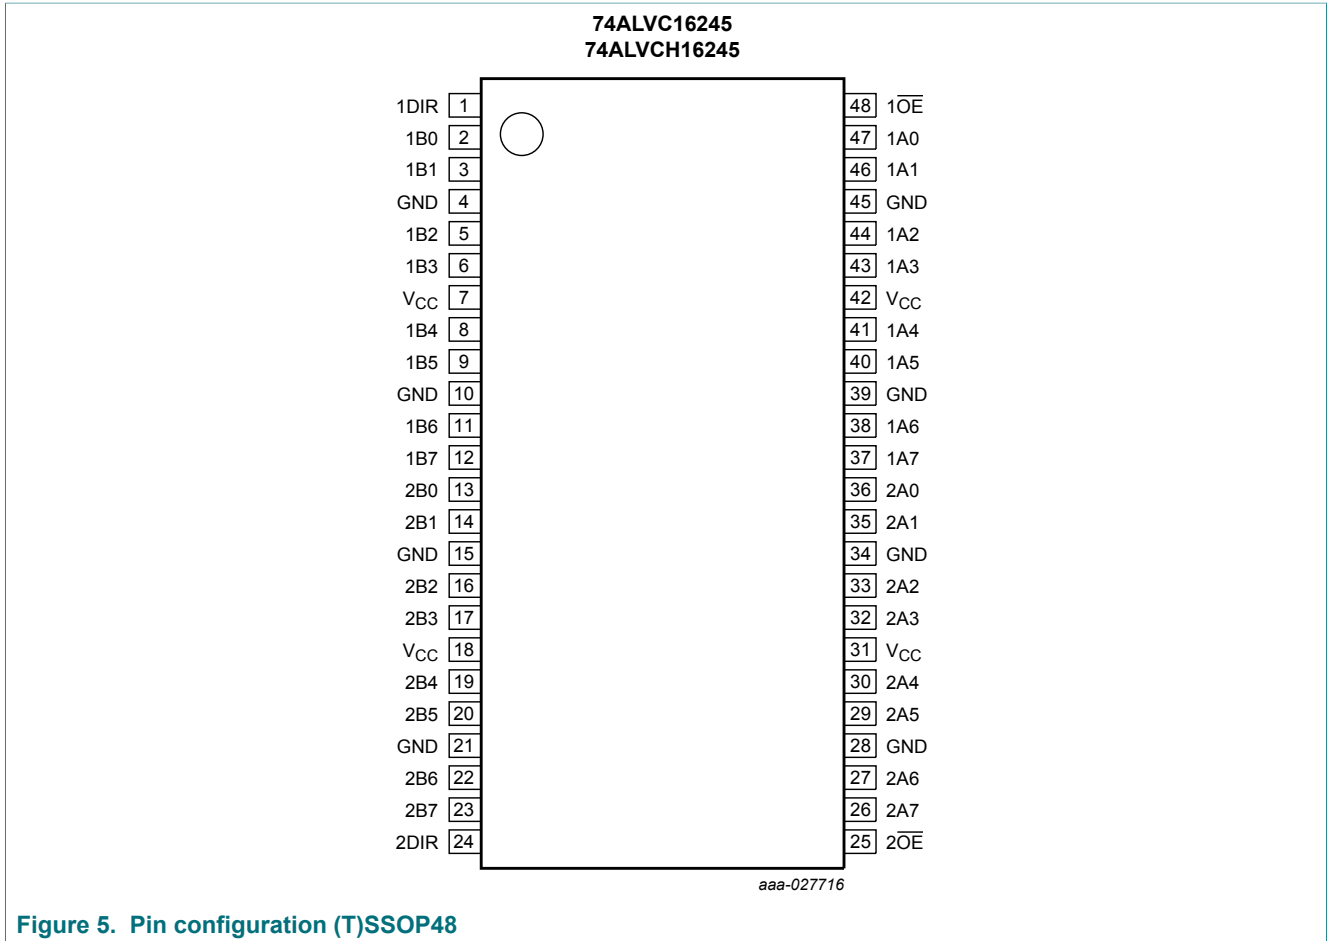 74ALVC16245
74ALVCH16245
1DIR 1 48 1O̅E̅
1B0 2 47 1A0
1B1 3 46 1A1
GND 4 45 GND
1B2 5 44 1A2
1B3 6 43 1A3
VCC 7 42 VCC
1B4 8 41 1A4
1B5 9 40 1A5
GND 10 39 GND
1B6 11 38 1A6
1B7 12 37 1A7
2B0 13 36 2A0
2B1 14 35 2A1
GND 15 34 GND
2B2 16 33 2A2
2B3 17 32 2A3
VCC 18 31 VCC
2B4 19 30 2A4
2B5 20 29 2A5
GND 21 28 GND
2B6 22 27 2A6
2B7 23 26 2A7
2DIR 24 25 2O̅E̅
aaa-027716
Figure 5. Pin configuration (T)SSOP48